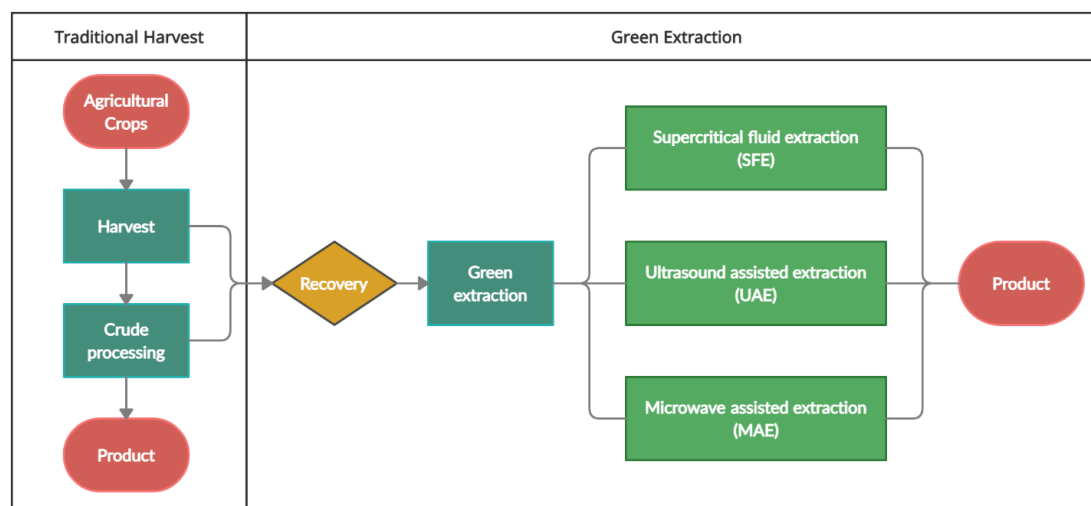 Traditional Harvest
Green Extraction
Agricultural
Crops
Harvest
Crude
processing
Product
Recovery
Green
extraction
Supercritical fluid extraction
(SFE)
Ultrasound assisted extraction
(UAE)
Microwave assisted extraction
(MAE)
Product